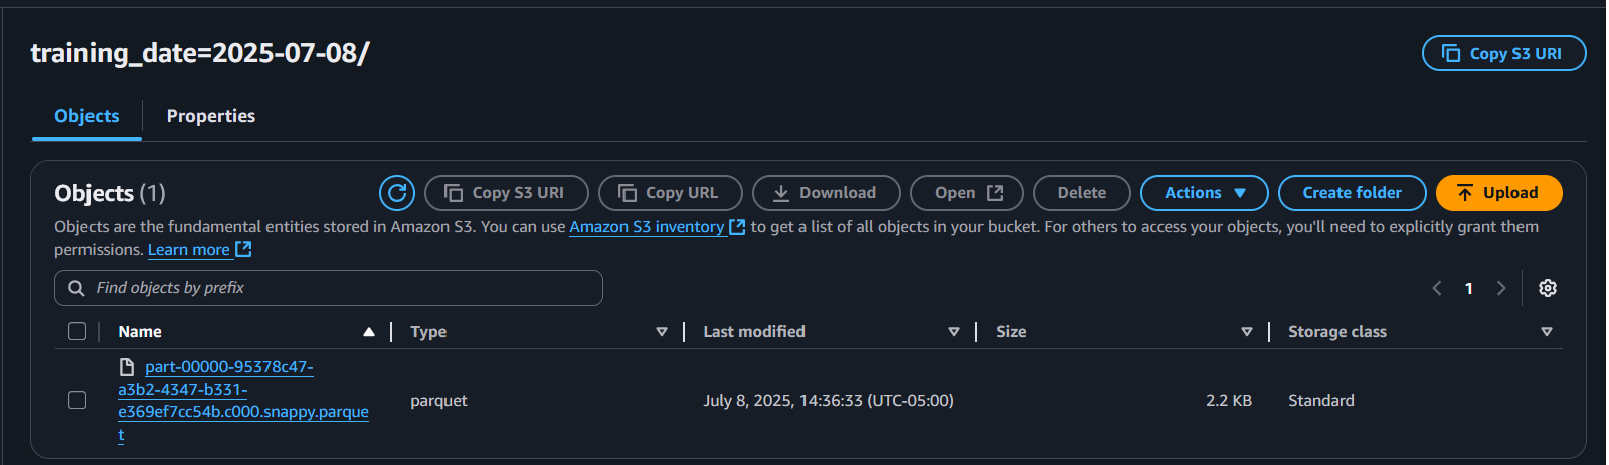 training_date=2025-07-08/
Copy S3 URI
Objects
Properties
Objects (1)
Copy S3 URI
Copy URL
Download
Open
Delete
Actions
Create folder
Upload
Objects are the fundamental entities stored in Amazon S3. You can use Amazon S3 inventory to get a list of all objects in your bucket. For others to access your objects, you'll need to explicitly grant them
permissions. Learn more
Find objects by prefix
1
Name
Type
Last modified
Size
Storage class
part-00000-95378c47-
a3b2-4347-b331-
e369ef7cc54b.c000.snappy.parque
t
parquet
July 8, 2025, 14:36:33 (UTC-05:00)
2.2 KB
Standard